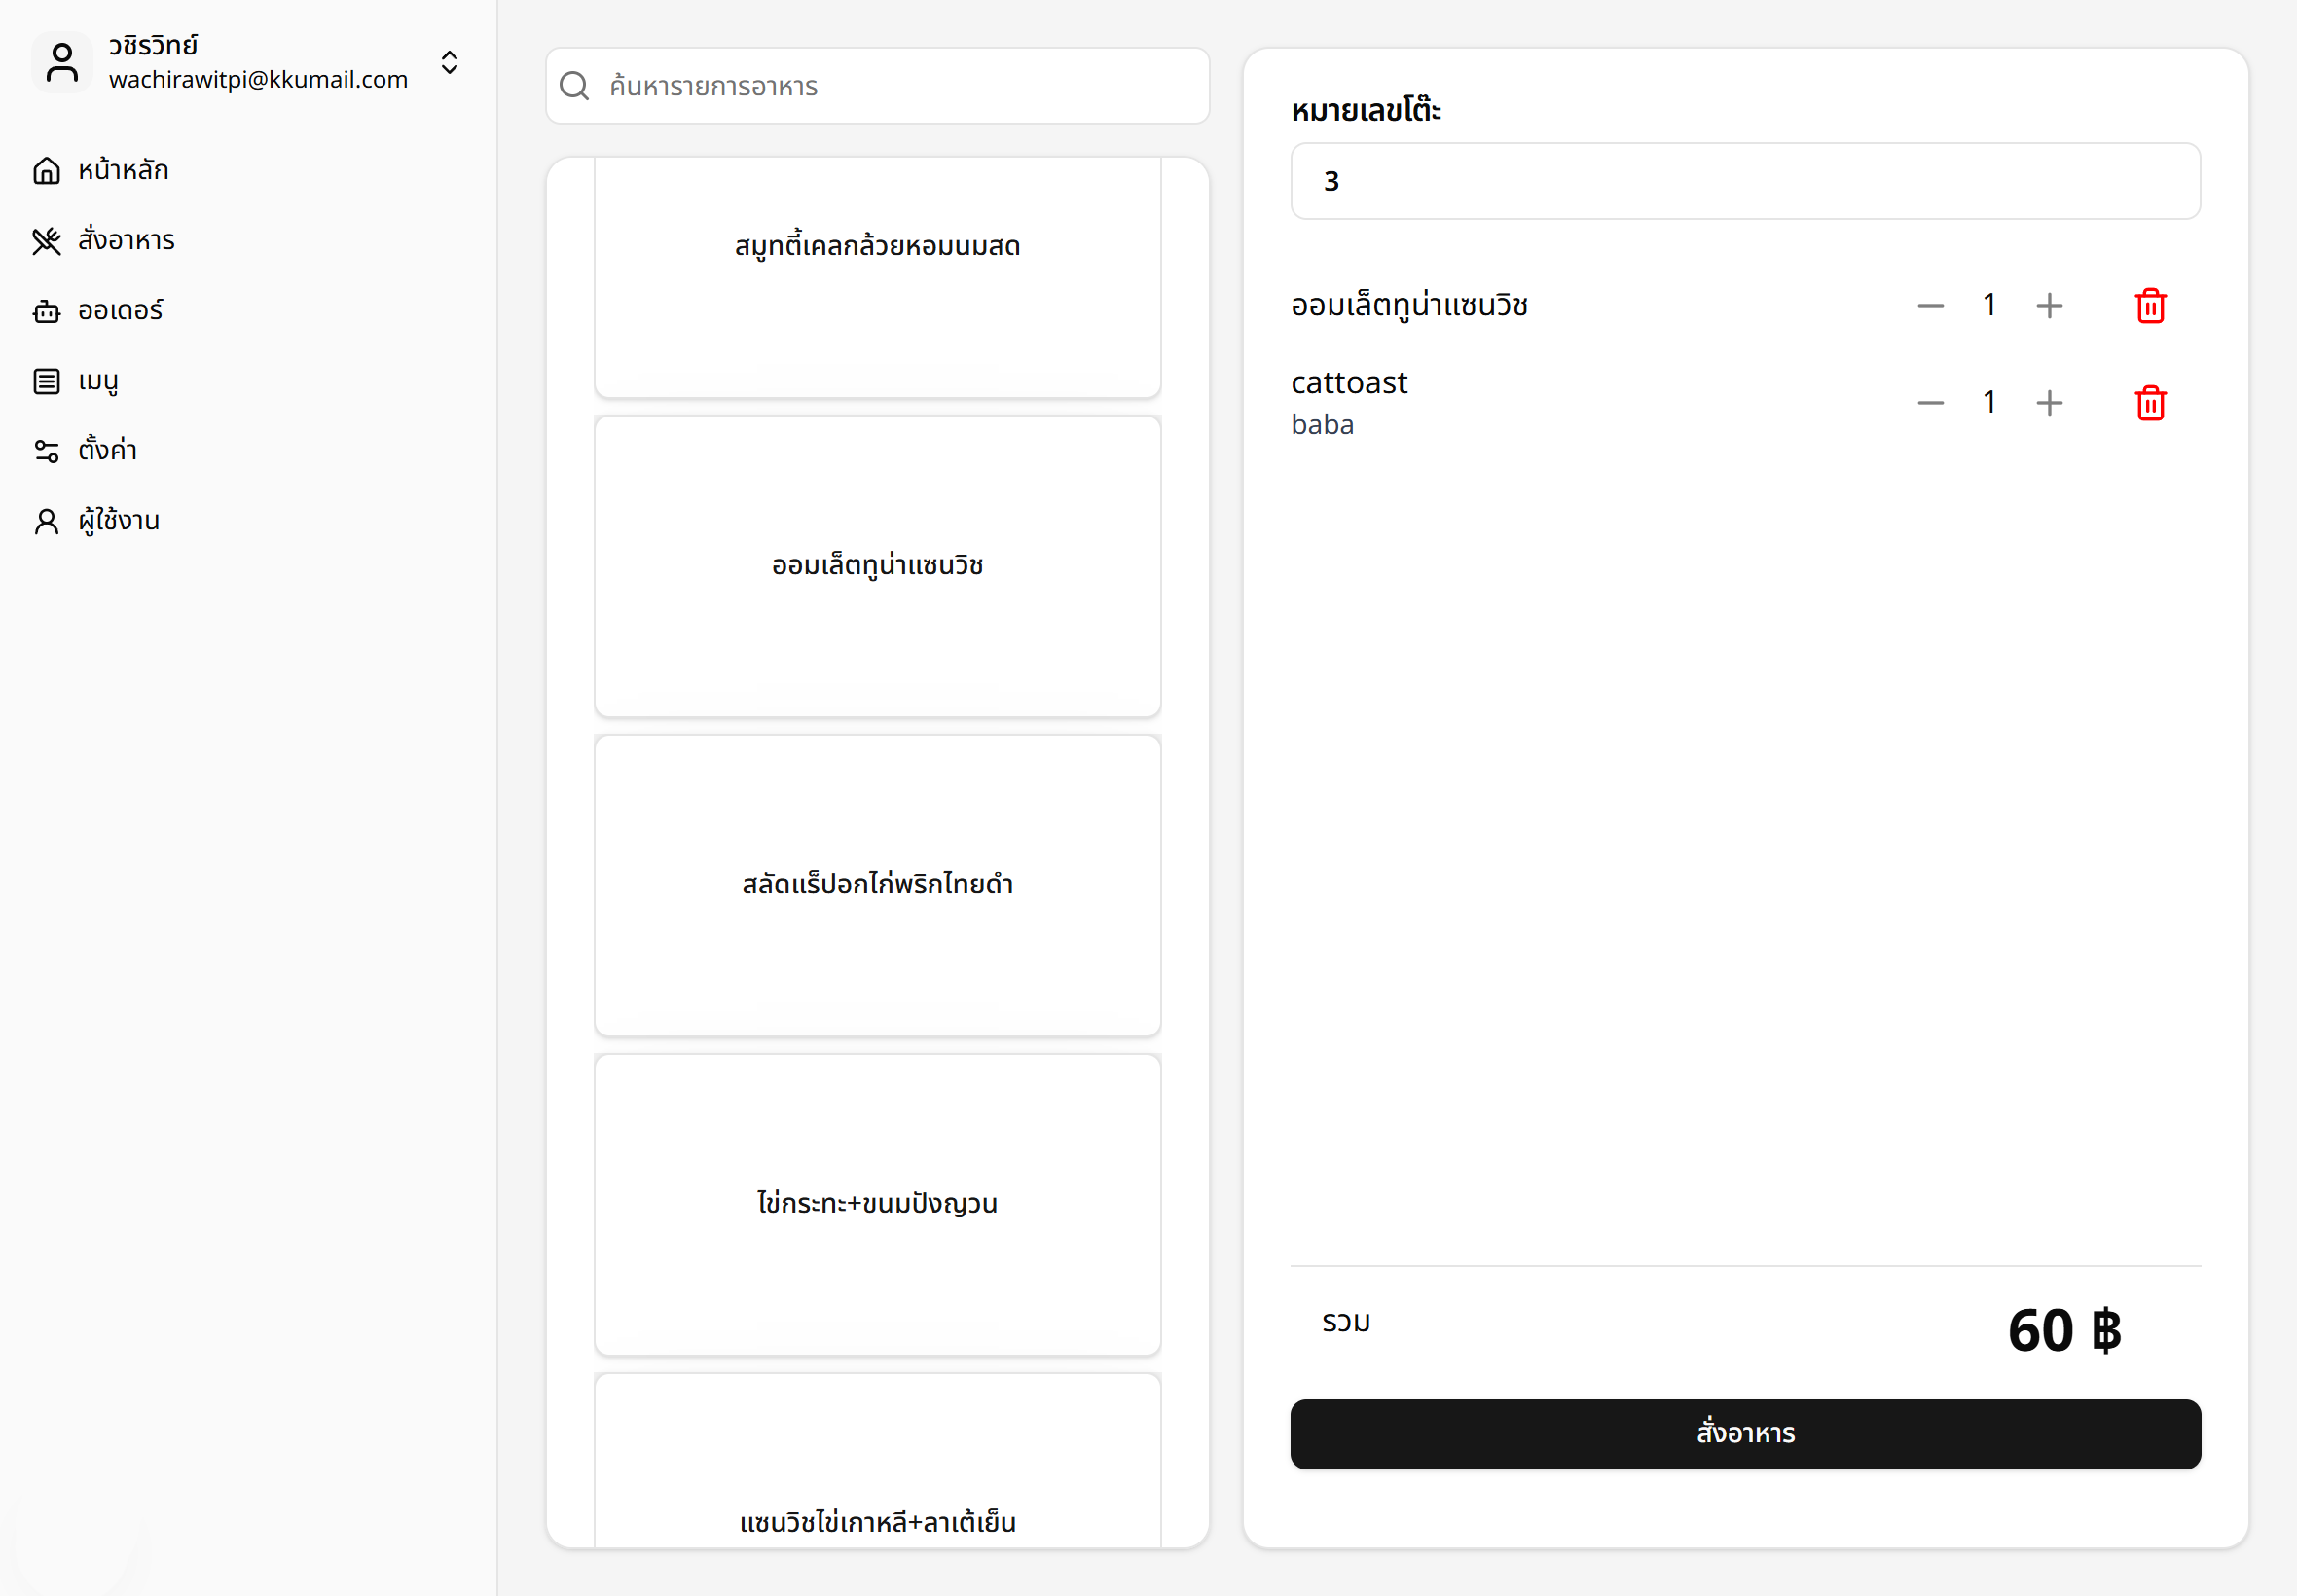 วชิรวิทย์
wachirawitpi@kkumail.com
หน้าหลัก
สั่งอาหาร
ออเดอร์
เมนู
ตั้งค่า
ผู้ใช้งาน
ค้นหารายการอาหาร
สมูทตี้เคลกล้วยหอมนมสด
ออมเล็ตทูน่าแซนวิช
สลัดแร็ปอกไก่พริกไทยดำ
ไข่กระทะ+ขนมปังญวน
แซนวิชไข่เกาหลี+ลาเต้เย็น
หมายเลขโต๊ะ
3
ออมเล็ตทูน่าแซนวิช 1
cattoast 1
baba
รวม 60 ฿
สั่งอาหาร